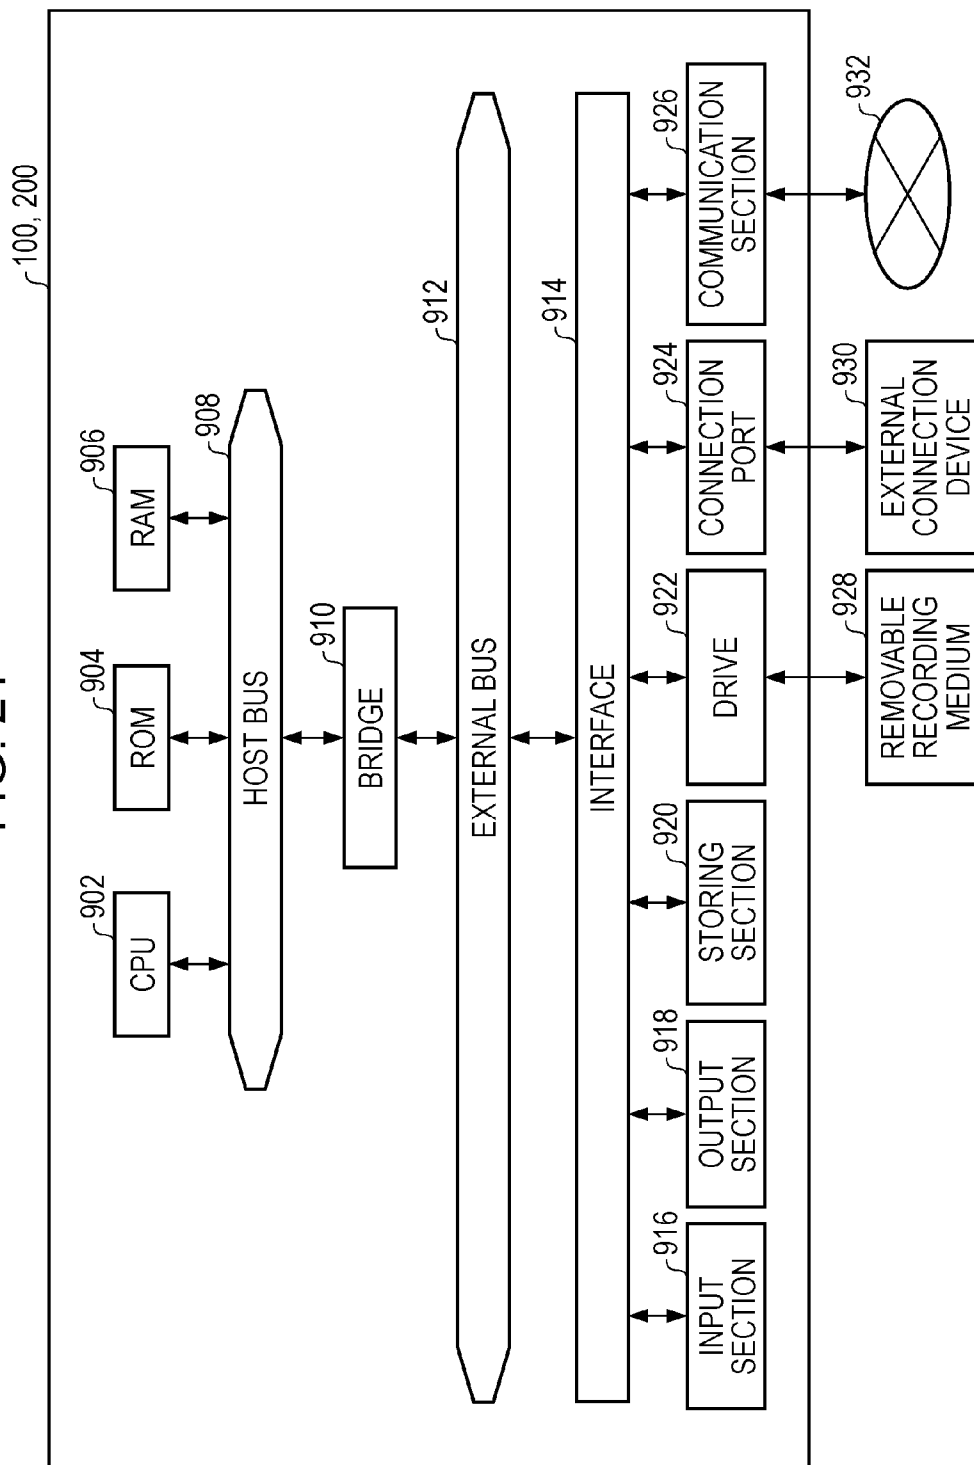 FIG.
100, 200
902
904
906
CPU
ROM
RAM
908
HOST BUS
910
BRIDGE
912
EXTERNAL BUS
914
INTERFACE
916
918
920
922
924
926
INPUT
SECTION
OUTPUT
SECTION
STORING
SECTION
DRIVE
CONNECTION
PORT
COMMUNICATION
SECTION
928
930
932
REMOVABLE
RECORDING
MEDIUM
EXTERNAL
CONNECTION
DEVICE